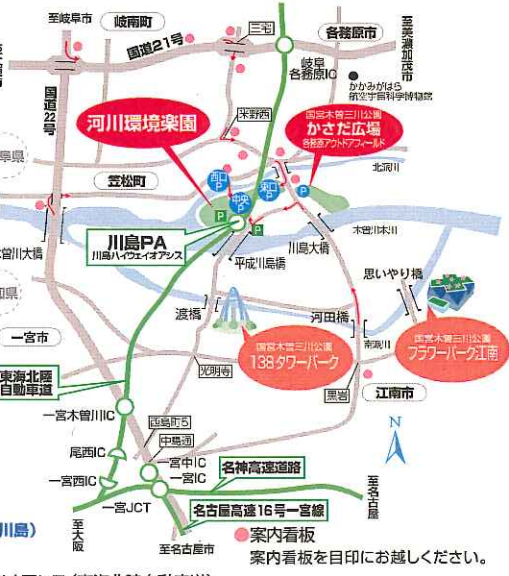 至岐阜市
岐南町
国道21号
三宅
各務原市
至美濃加茂市
国道22号
岐阜
各務原IC
かかみがはら
航空宇宙科学博物館
米野西
河川環境楽園
国営木曽三川公園
かさだ広場
各務原アウトドアフィールド
阜県
笠松町
北派川
西口
P
中央
P
東口
P
P
P
P
木曽川本川
川島PA
川島ハイウェイオアシス
川島大橋
曽川大橋
平成川島橋
思いやり橋
知県
渡橋
河田橋
一宮市
国営木曽三川公園
138タワーパーク
南派川
国営木曽三川公園
フラワーパーク江南
東海北陸
自動車道
光明寺
黒岩
江南市
一宮木曽川IC
西島町5
中島通
N
尾西IC
一宮中IC
一宮西IC
一宮IC
名神高速道路
一宮JCT
名古屋高速16号一宮線
至名古屋
川島)
至大阪
至名古屋市
案内看板
案内看板を目印にお越しください。